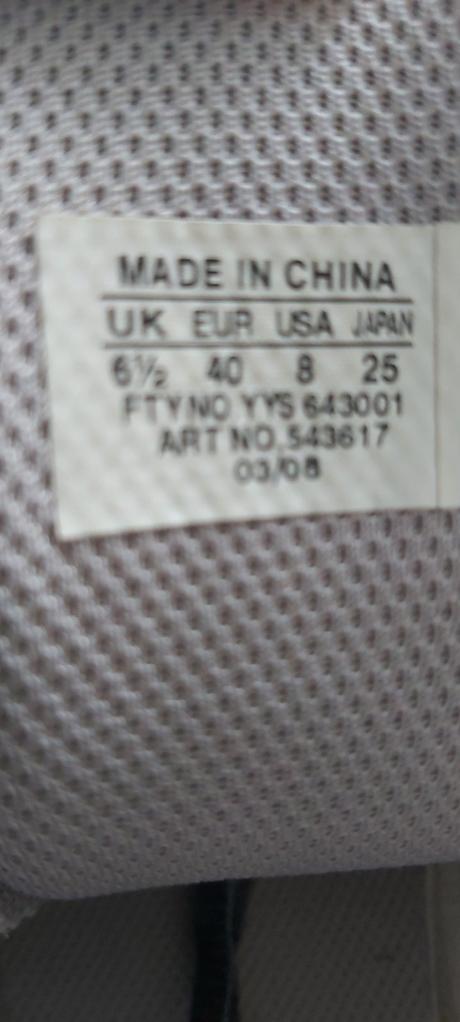 MADE IN CHINA
UK EUR USA JAPAN
6½ 40 8 25
FTY NO YYS 643001
ART NO.543617
03/08